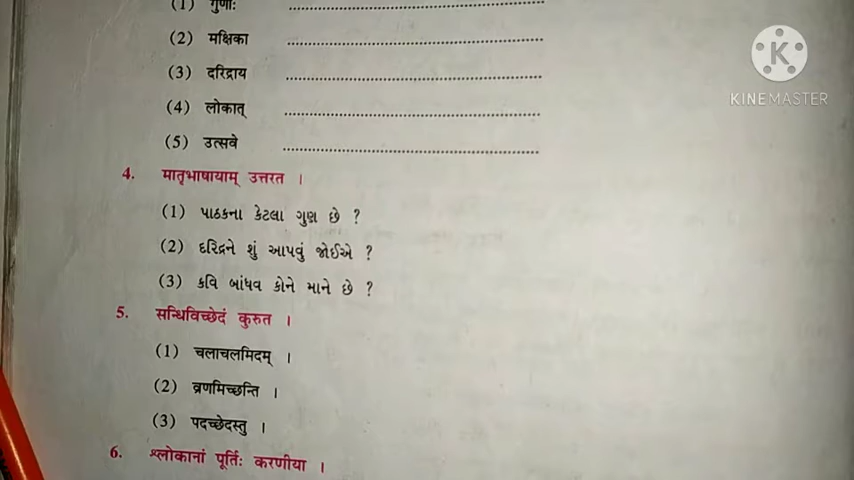 (1) गुणाः ..........................................
(2) मक्षिका ..........................................
(3) दरिद्राय ..........................................
(4) लोकात् ..........................................
(5) उत्सवे ..........................................
KINEMASTER
4. मातृभाषायाम् उत्तरत ।
(1) પાઠકના કેટલા ગુણ છે ?
(2) દરિદ્રને શું આપવું જોઈએ ?
(3) કવિ બાંધવ કોને માને છે ?
5. सन्धिविच्छेदं कुरुत ।
(1) चलाचलमिदम् ।
(2) व्रणमिच्छन्ति ।
(3) पदच्छेदस्तु ।
6. श्लोकानां पूर्तिः करणीया ।